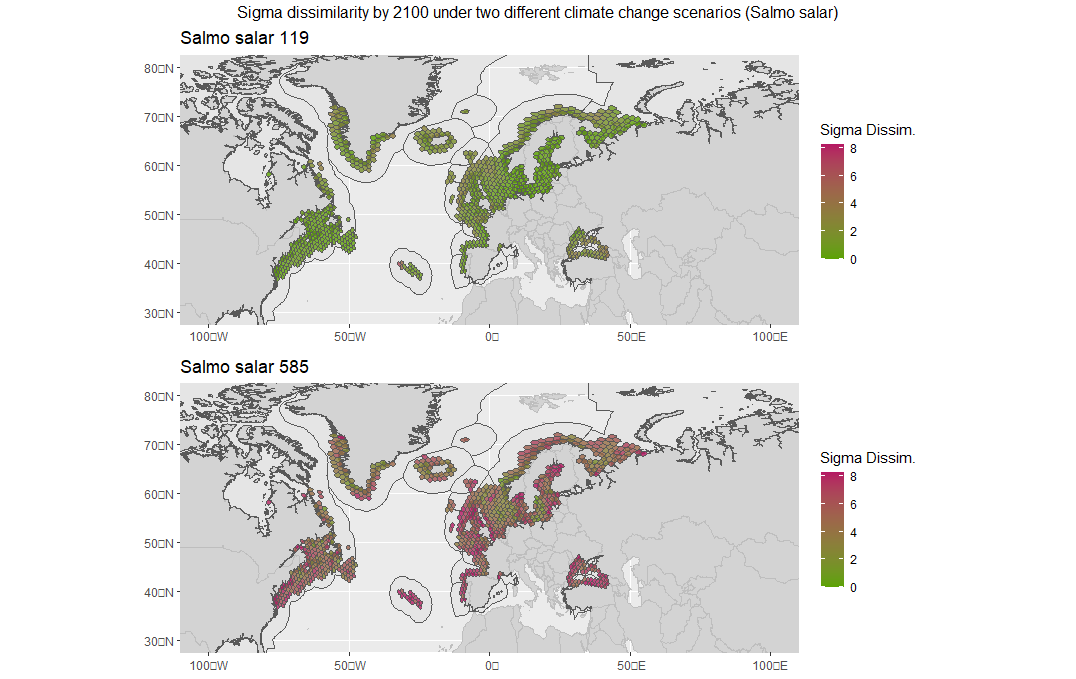 Sigma dissimilarity by 2100 under two different climate change scenarios (Salmo salar)
Salmo salar 119
80□N
70□N
60□N
50□N
40□N
30□N
100□W
50□W
0□
50□E
100□E
Sigma Dissim.
8
6
4
2
0
Salmo salar 585
80□N
70□N
60□N
50□N
40□N
30□N
100□W
50□W
0□
50□E
100□E
Sigma Dissim.
8
6
4
2
0